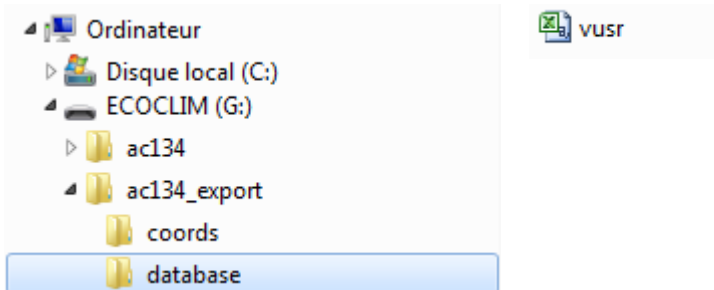 Ordinateur
Disque local (C:)
ECOCLIM (G:)
ac134
ac134_export
coords
database
vusr